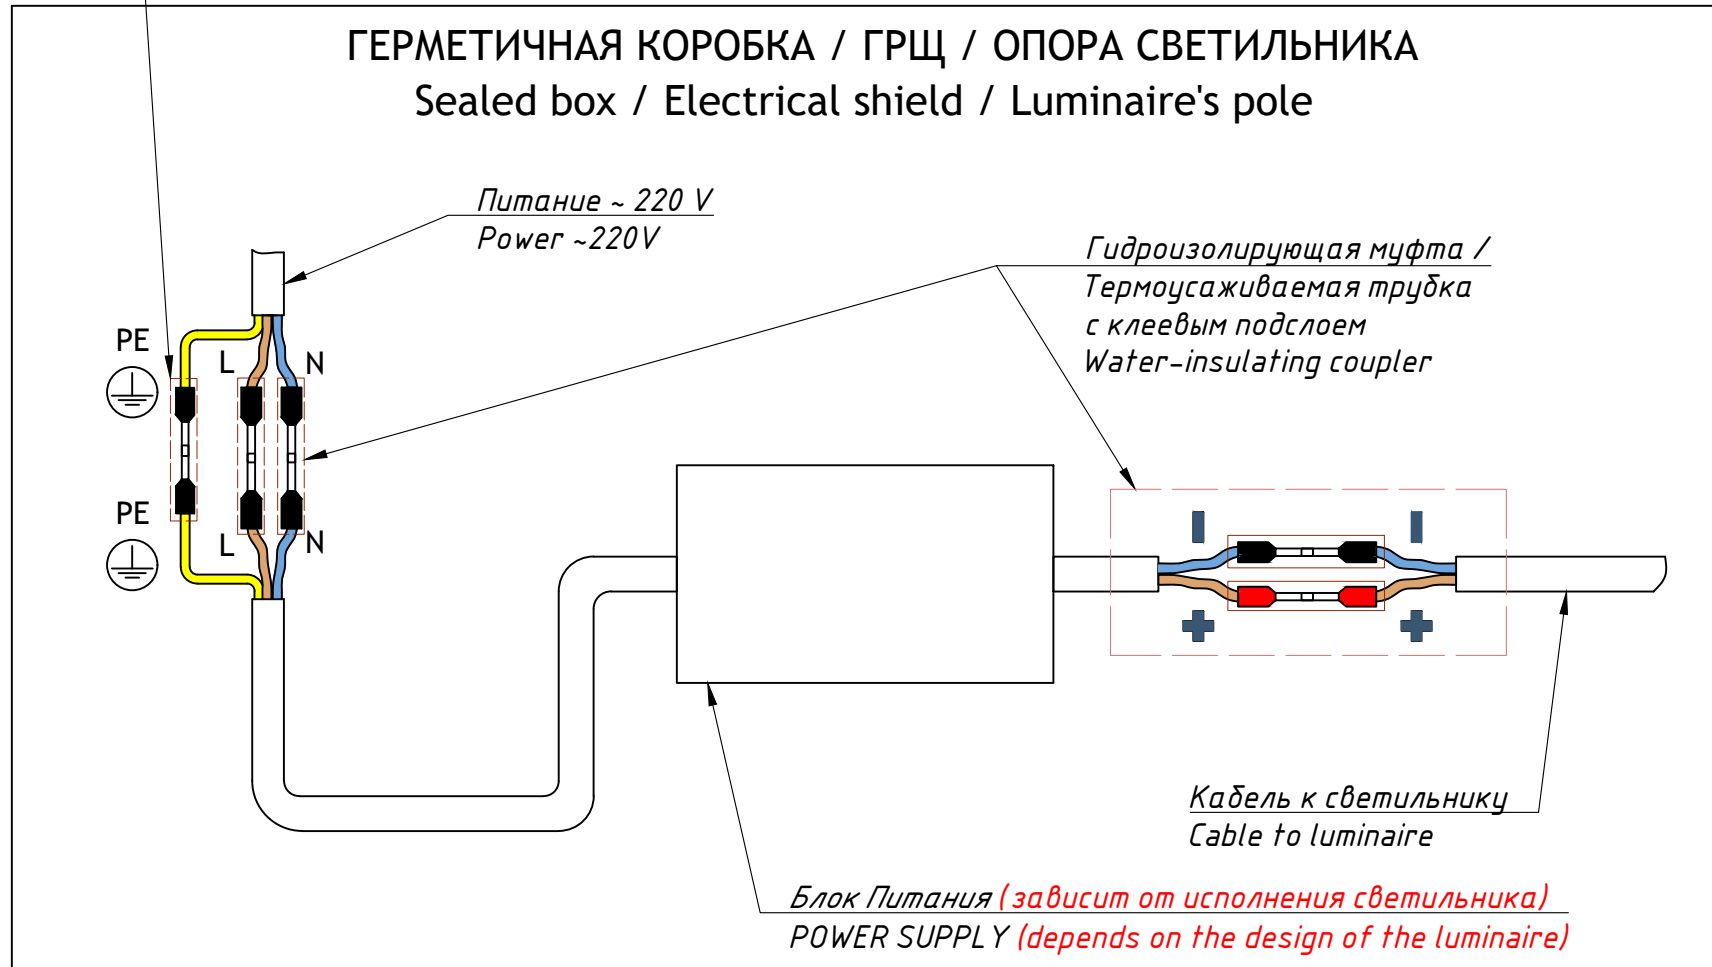 ГЕРМЕТИЧНАЯ КОРОБКА / ГРЩ / ОПОРА СВЕТИЛЬНИКА
Sealed box / Electrical shield / Luminaire's pole
Питание ~ 220 V
Power ~220V
Гидроизолирующая муфта /
Термоусаживаемая трубка
с клеевым подслоем
Water-insulating coupler
PE
L
N
PE
L
N
Кабель к светильнику
Cable to luminaire
Блок Питания (зависит от исполнения светильника)
POWER SUPPLY (depends on the design of the luminaire)